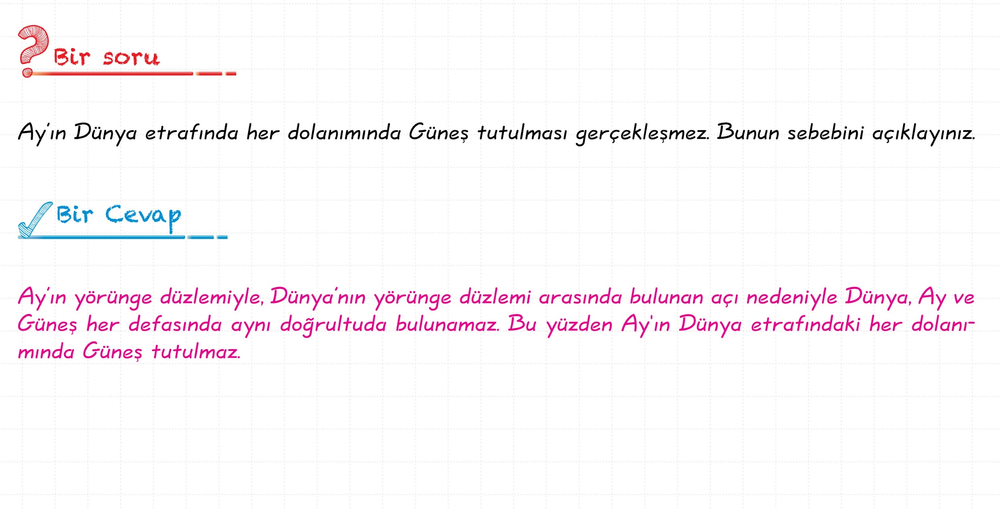 Bir soru
Ay'ın Dünya etrafında her dolanımında Güneş tutulması gerçekleşmez. Bunun sebebini açıklayınız.
Bir Cevap
Ay'ın yörünge düzlemiyle, Dünya'nın yörünge düzlemi arasında bulunan açı nedeniyle Dünya, Ay ve
Güneş her defasında aynı doğrultuda bulunamaz. Bu yüzden Ay'ın Dünya etrafındaki her dolanı-
mında Güneş tutulmaz.